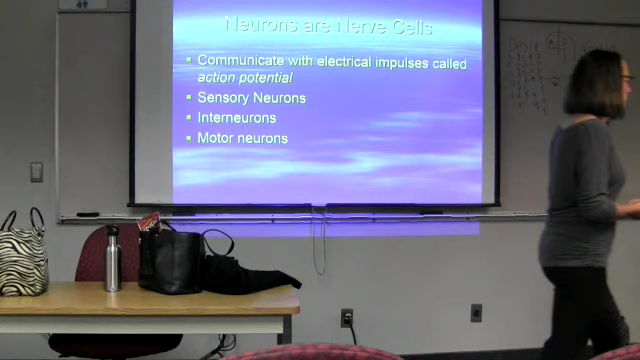 Neurons are Nerve Cells
Communicate with electrical impulses called
action potential
Sensory Neurons
Interneurons
Motor neurons